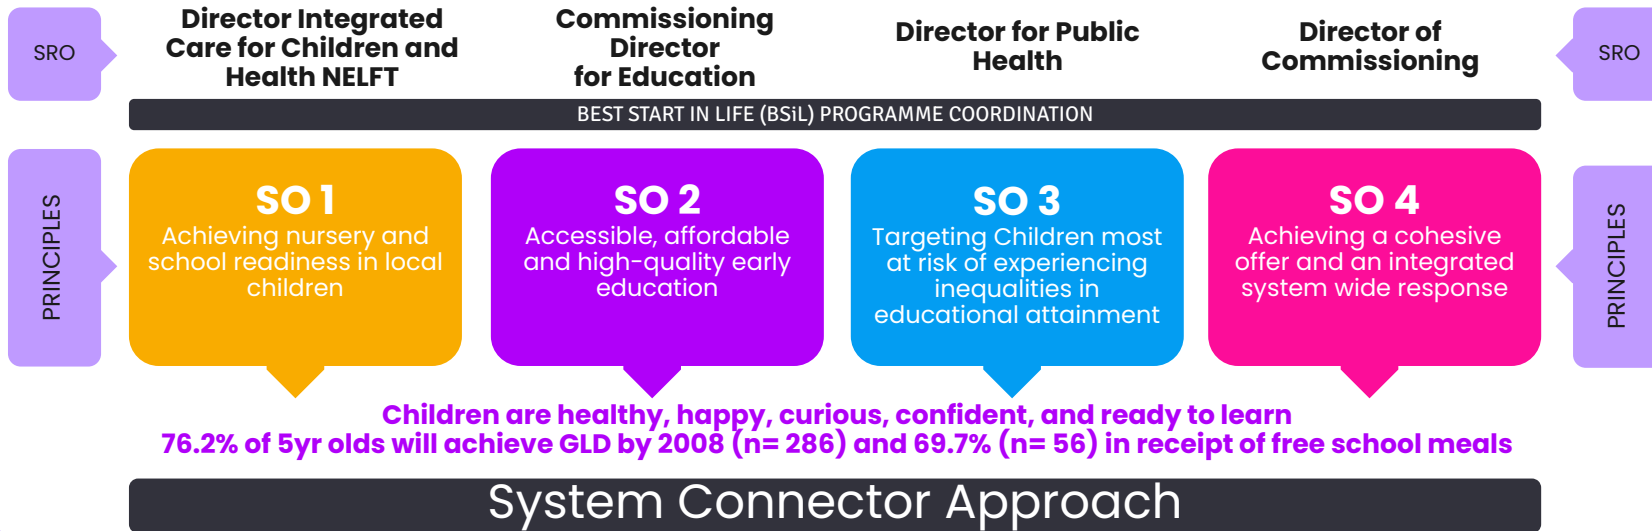 SRO
Director Integrated
Care for Children and
Health NELFT
Commissioning
Director
for Education
Director for Public
Health
Director of
Commissioning
SRO
BEST START IN LIFE (BSiL) PROGRAMME COORDINATION
PRINCIPLES
SO 1
Achieving nursery and
school readiness in local
children
SO 2
Accessible, affordable
and high-quality early
education
SO 3
Targeting Children most
at risk of experiencing
inequalities in
educational attainment
SO 4
Achieving a cohesive
offer and an integrated
system wide response
PRINCIPLES
Children are healthy, happy, curious, confident, and ready to learn
76.2% of 5yr olds will achieve GLD by 2008 (n= 286) and 69.7% (n= 56) in receipt of free school meals
System Connector Approach